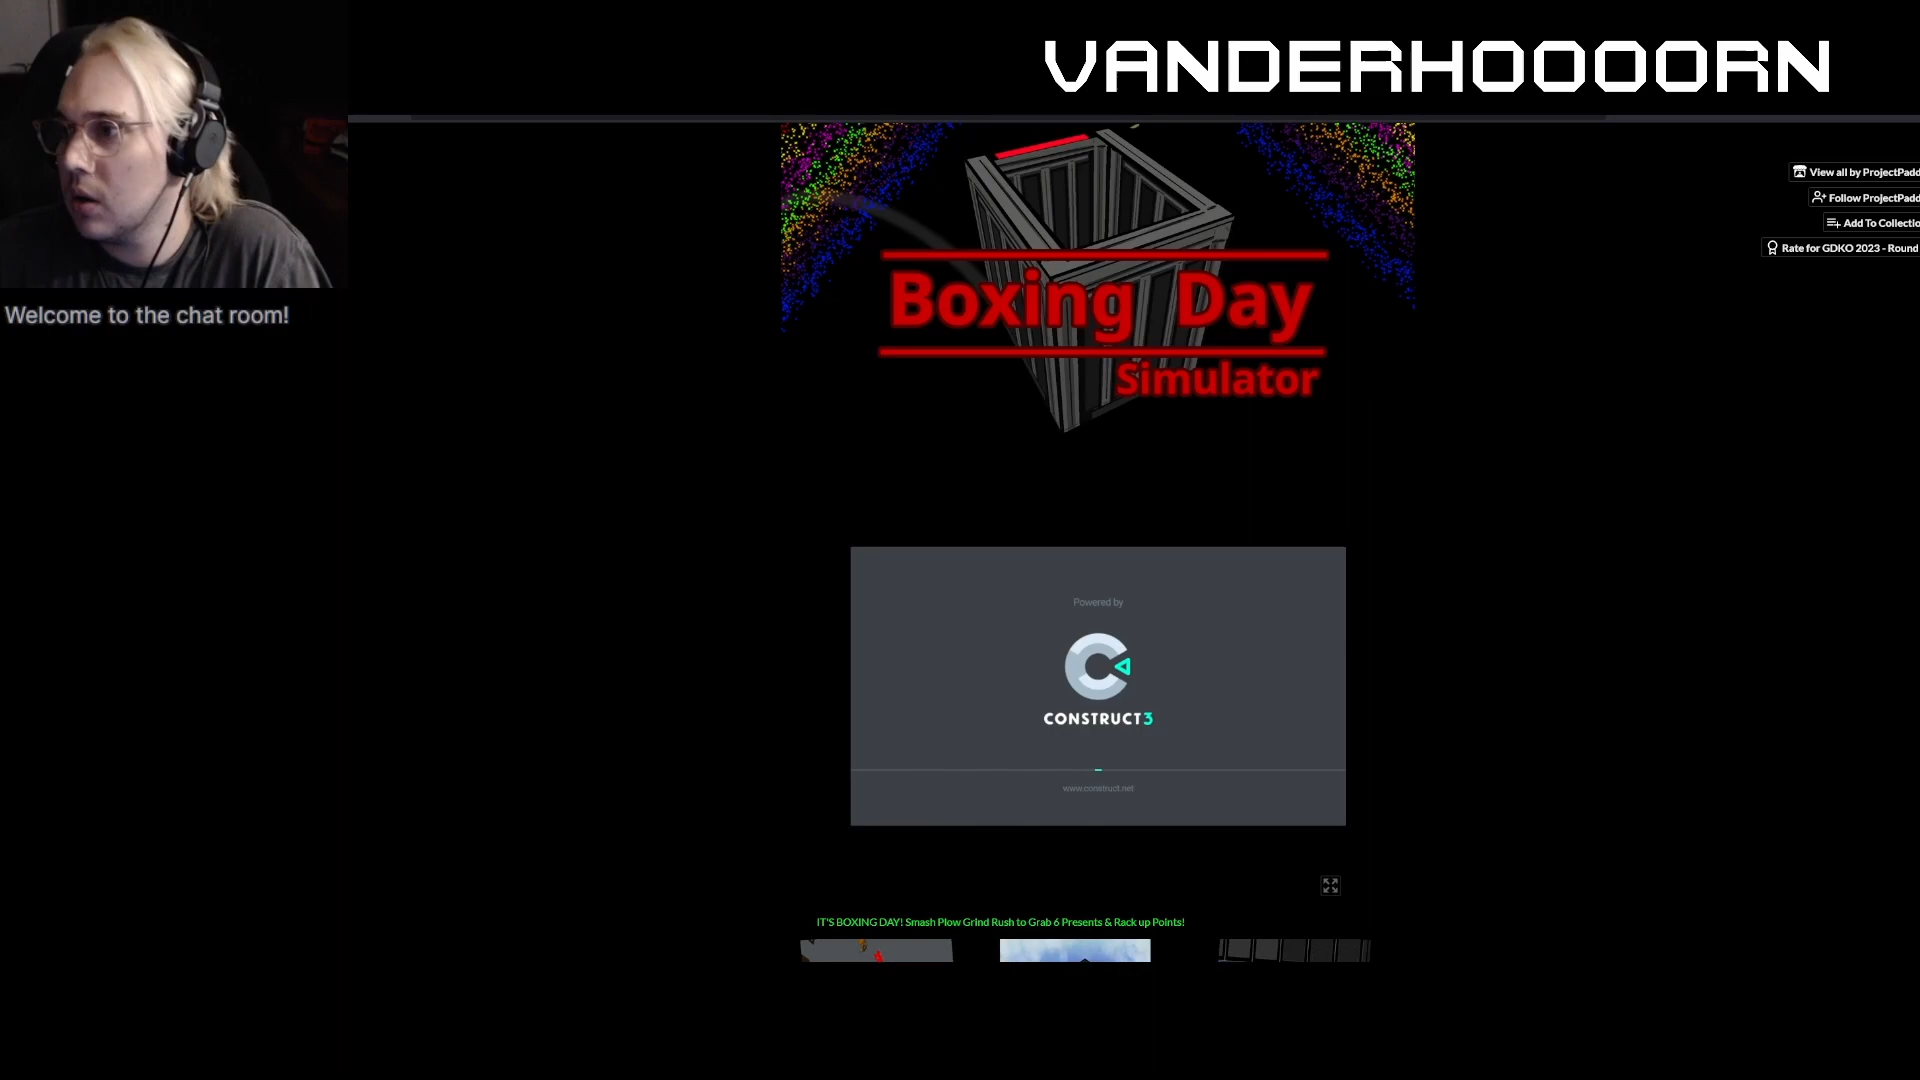 VANDERHOOOORN
View all by ProjectPadd
Follow ProjectPadd
Add To Collectio
Rate for GDKO 2023 - Round
Welcome to the chat room!
Boxing Day
Simulator
Powered by
CONSTRUCT3
www.construct.net
IT'S BOXING DAY! Smash Plow Grind Rush to Grab 6 Presents & Rack up Points!